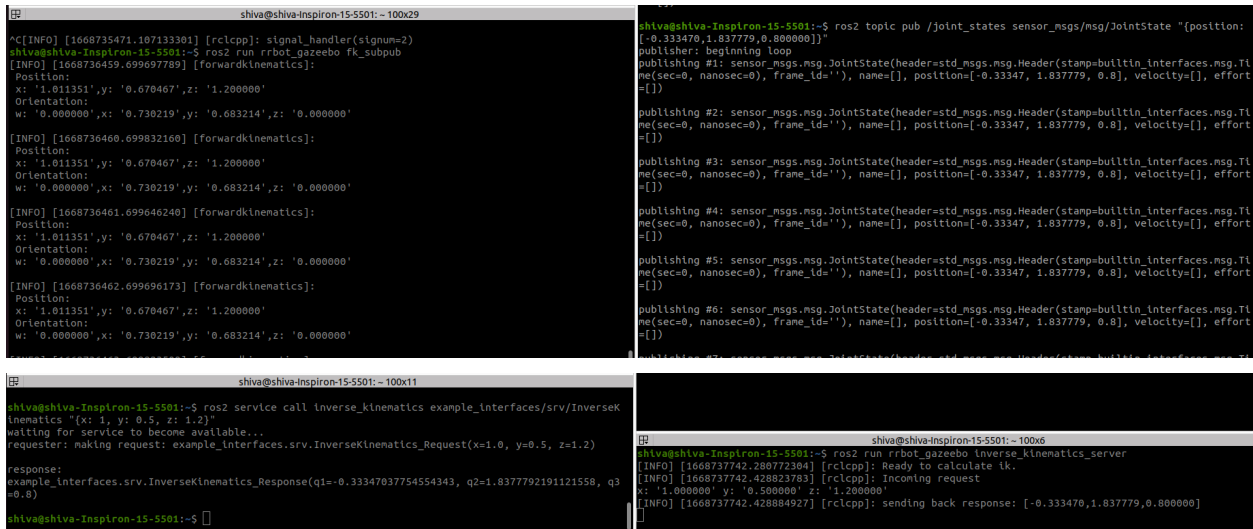 shiva@shiva-Inspiron-15-5501: ~ 100x29
^C[INFO] [1668735471.107133301] [rclcpp]: signal_handler(signum=2)
shiva@shiva-Inspiron-15-5501:~$ ros2 run rrbot_gazeebo fk_subpub
[INFO] [1668736459.699697789] [forwardkinematics]:
Position:
x: '1.011351',y: '0.670467',z: '1.200000'
Orientation:
w: '0.000000',x: '0.730219',y: '0.683214',z: '0.000000'
[INFO] [1668736460.699832160] [forwardkinematics]:
Position:
x: '1.011351',y: '0.670467',z: '1.200000'
Orientation:
w: '0.000000',x: '0.730219',y: '0.683214',z: '0.000000'
[INFO] [1668736461.699646240] [forwardkinematics]:
Position:
x: '1.011351',y: '0.670467',z: '1.200000'
Orientation:
w: '0.000000',x: '0.730219',y: '0.683214',z: '0.000000'
[INFO] [1668736462.699696173] [forwardkinematics]:
Position:
x: '1.011351',y: '0.670467',z: '1.200000'
Orientation:
w: '0.000000',x: '0.730219',y: '0.683214',z: '0.000000'
shiva@shiva-Inspiron-15-5501:~$ ros2 topic pub /joint_states sensor_msgs/msg/JointState "{position:
[-0.333470,1.837779,0.800000]}"
publisher: beginning loop
publishing #1: sensor_msgs.msg.JointState(header=std_msgs.msg.Header(stamp=builtin_interfaces.msg.Ti
me(sec=0, nanosec=0), frame_id=''), name=[], position=[-0.33347, 1.837779, 0.8], velocity=[], effort
=[])
publishing #2: sensor_msgs.msg.JointState(header=std_msgs.msg.Header(stamp=builtin_interfaces.msg.Ti
me(sec=0, nanosec=0), frame_id=''), name=[], position=[-0.33347, 1.837779, 0.8], velocity=[], effort
=[])
publishing #3: sensor_msgs.msg.JointState(header=std_msgs.msg.Header(stamp=builtin_interfaces.msg.Ti
me(sec=0, nanosec=0), frame_id=''), name=[], position=[-0.33347, 1.837779, 0.8], velocity=[], effort
=[])
publishing #4: sensor_msgs.msg.JointState(header=std_msgs.msg.Header(stamp=builtin_interfaces.msg.Ti
me(sec=0, nanosec=0), frame_id=''), name=[], position=[-0.33347, 1.837779, 0.8], velocity=[], effort
=[])
publishing #5: sensor_msgs.msg.JointState(header=std_msgs.msg.Header(stamp=builtin_interfaces.msg.Ti
me(sec=0, nanosec=0), frame_id=''), name=[], position=[-0.33347, 1.837779, 0.8], velocity=[], effort
=[])
publishing #6: sensor_msgs.msg.JointState(header=std_msgs.msg.Header(stamp=builtin_interfaces.msg.Ti
me(sec=0, nanosec=0), frame_id=''), name=[], position=[-0.33347, 1.837779, 0.8], velocity=[], effort
=[])
shiva@shiva-Inspiron-15-5501: ~ 100x11
shiva@shiva-Inspiron-15-5501:~$ ros2 service call inverse_kinematics example_interfaces/srv/InverseK
inematics "{x: 1, y: 0.5, z: 1.2}"
waiting for service to become available...
requester: making request: example_interfaces.srv.InverseKinematics_Request(x=1.0, y=0.5, z=1.2)
response:
example_interfaces.srv.InverseKinematics_Response(q1=-0.33347037754554343, q2=1.8377792191121558, q3
=0.8)
shiva@shiva-Inspiron-15-5501:~$
shiva@shiva-Inspiron-15-5501: ~ 100x6
shiva@shiva-Inspiron-15-5501:~$ ros2 run rrbot_gazeebo inverse_kinematics_server
[INFO] [1668737742.280772304] [rclcpp]: Ready to calculate ik.
[INFO] [1668737742.428823783] [rclcpp]: Incoming request
x: '1.000000' y: '0.500000' z: '1.200000'
[INFO] [1668737742.428884927] [rclcpp]: sending back response: [-0.333470,1.837779,0.800000]